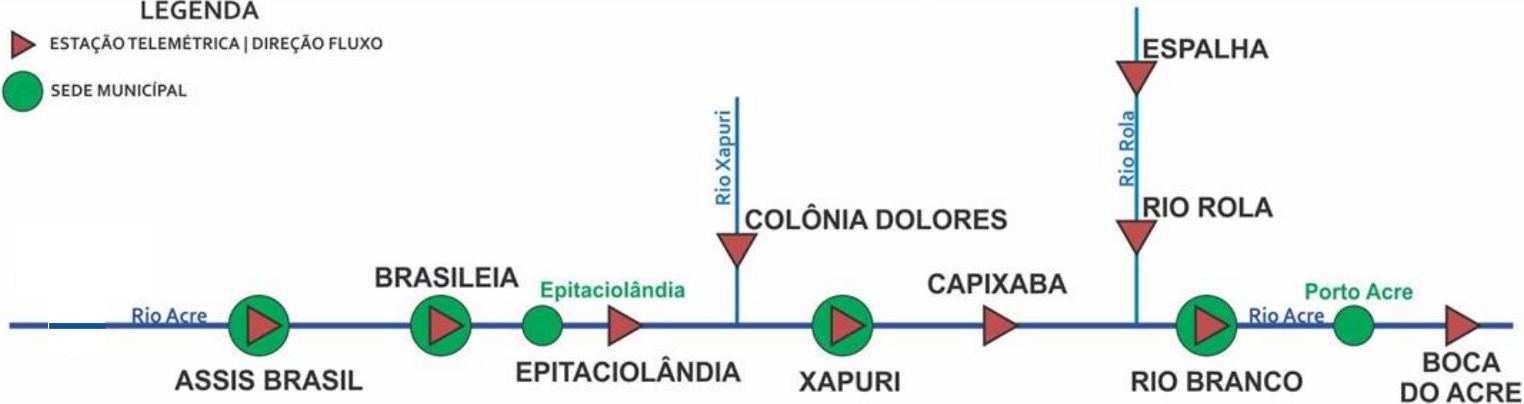 LEGENDA
ESTAÇÃO TELEMÉTRICA | DIREÇÃO FLUXO
SEDE MUNICÍPAL
ESPALHA
Rio Xapuri
Rio Rola
COLÔNIA DOLORES
RIO ROLA
BRASILEIA
Epitaciolândia
CAPIXABA
Porto Acre
Rio Acre
Rio Acre
ASSIS BRASIL
EPITACIOLÂNDIA
XAPURI
RIO BRANCO
BOCA
DO ACRE